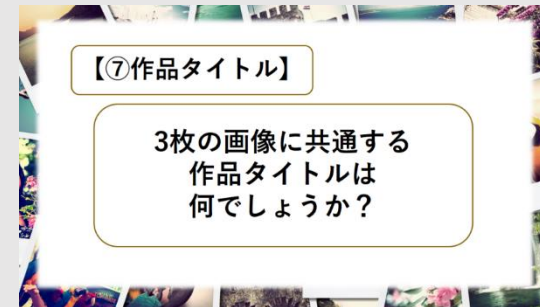 【⑦作品タイトル】
3枚の画像に共通する
作品タイトルは
何でしょうか？